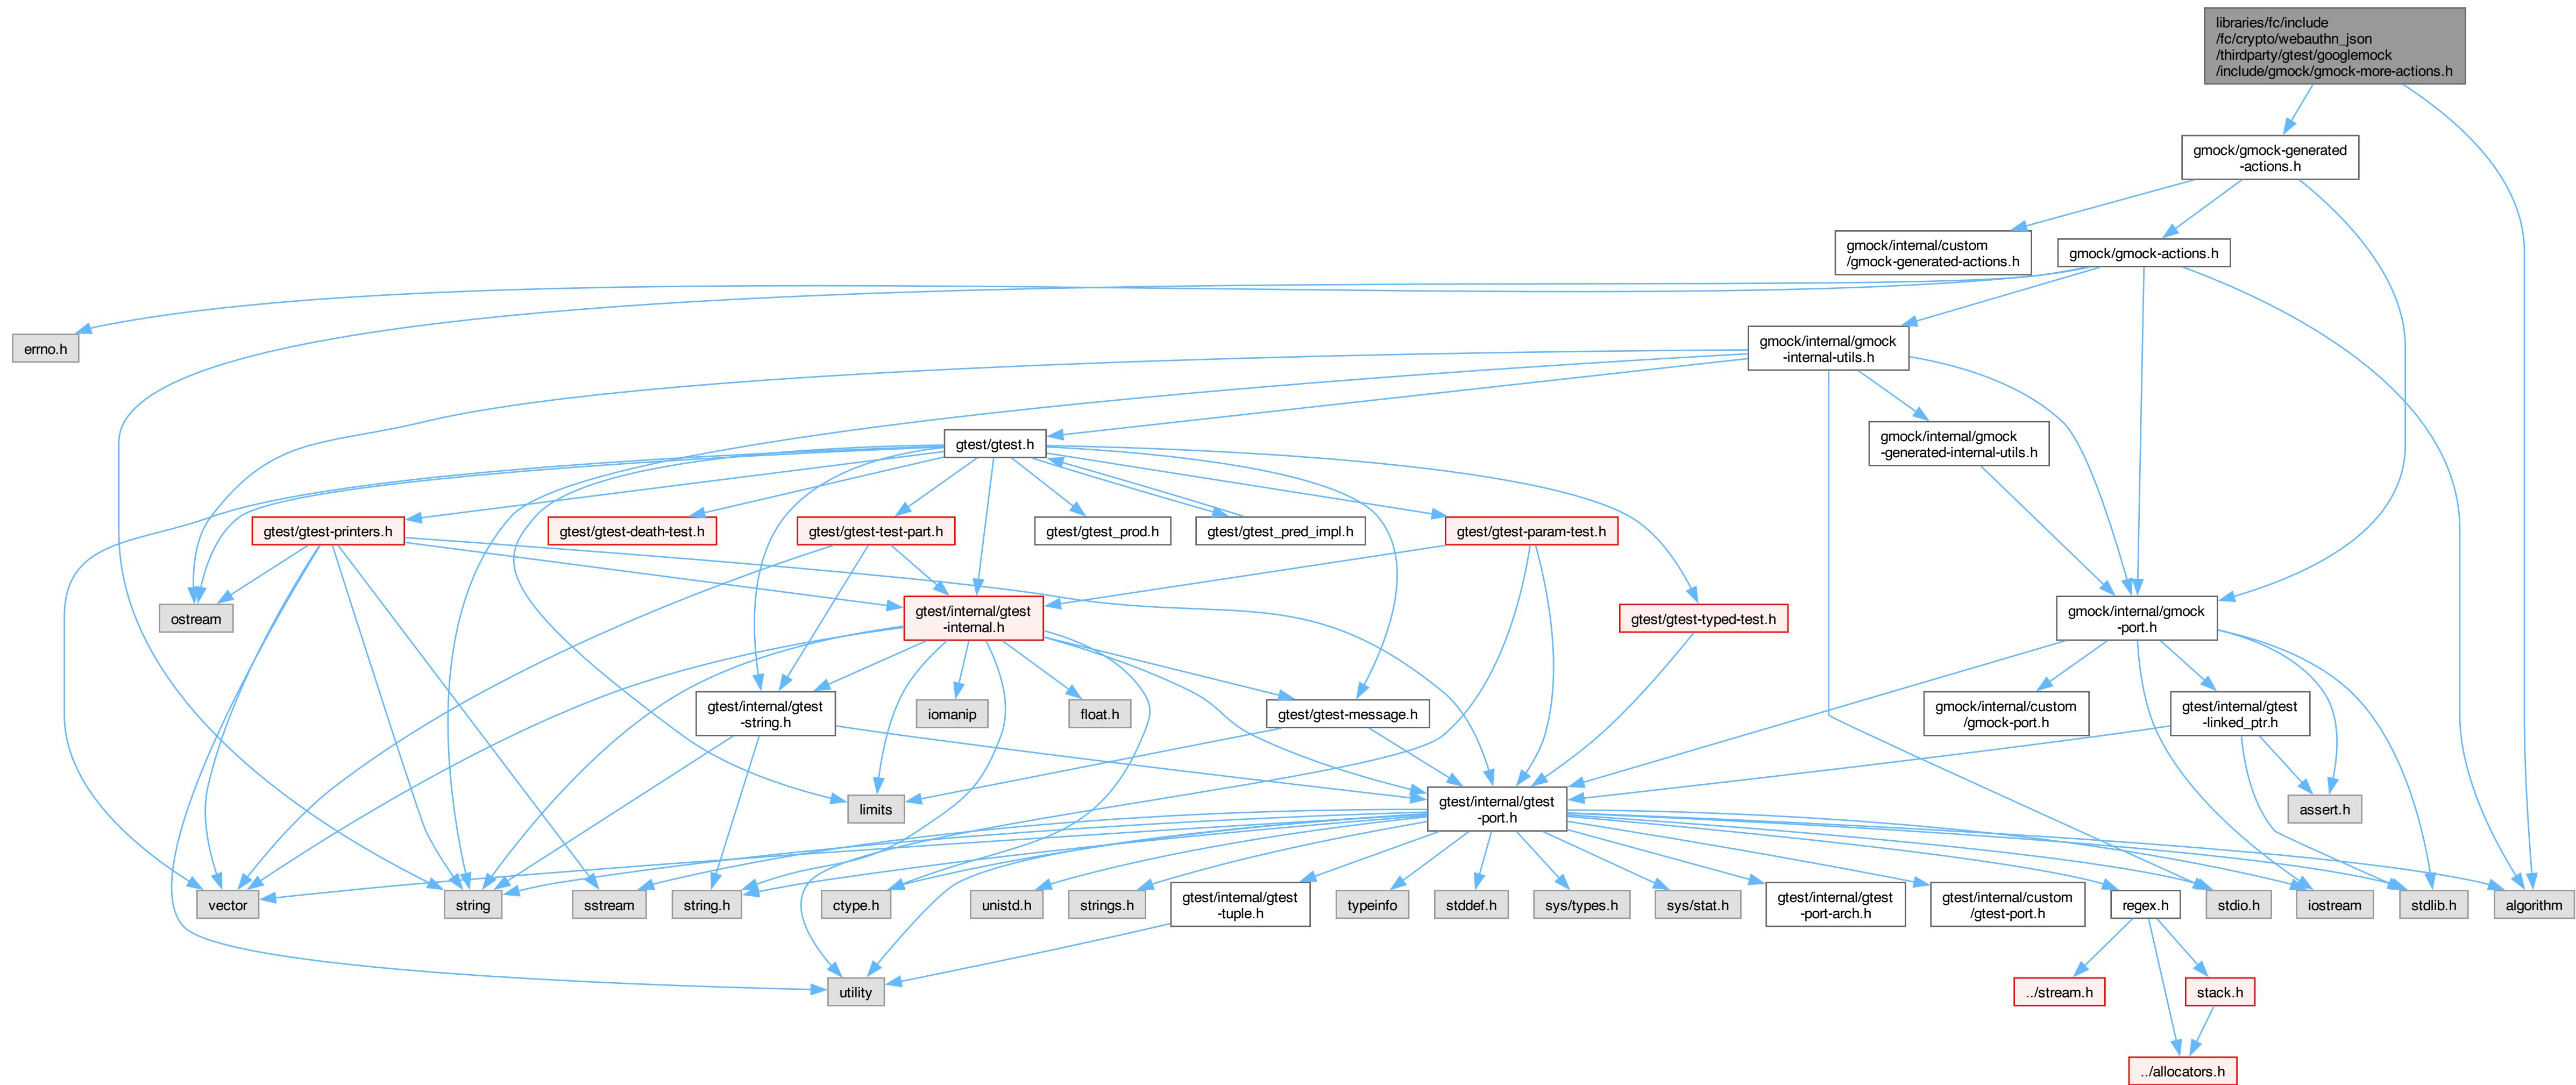 libraries/fc/include
/fc/crypto/webauthn_json
/thirdparty/gtest/googlemock
/include/gmock/gmock-more-actions.h
gmock/gmock-generated
-actions.h
gmock/internal/custom
/gmock-generated-actions.h
gmock/gmock-actions.h
errno.h
gmock/internal/gmock
-internal-utils.h
gtest/gtest.h
gmock/internal/gmock
-generated-internal-utils.h
gtest/gtest-printers.h
gtest/gtest-death-test.h
gtest/gtest-test-part.h
gtest/gtest_prod.h
gtest/gtest_pred_impl.h
gtest/gtest-param-test.h
ostream
gtest/internal/gtest
-internal.h
gtest/gtest-typed-test.h
gmock/internal/gmock
-port.h
gtest/internal/gtest
-string.h
iomanip
float.h
gtest/gtest-message.h
gmock/internal/custom
/gmock-port.h
gtest/internal/gtest
-linked_ptr.h
limits
gtest/internal/gtest
-port.h
assert.h
vector
string
sstream
string.h
ctype.h
unistd.h
strings.h
gtest/internal/gtest
-tuple.h
typeinfo
stddef.h
sys/types.h
sys/stat.h
gtest/internal/gtest
-port-arch.h
gtest/internal/custom
/gtest-port.h
regex.h
stdio.h
iostream
stdlib.h
algorithm
utility
../stream.h
stack.h
../allocators.h